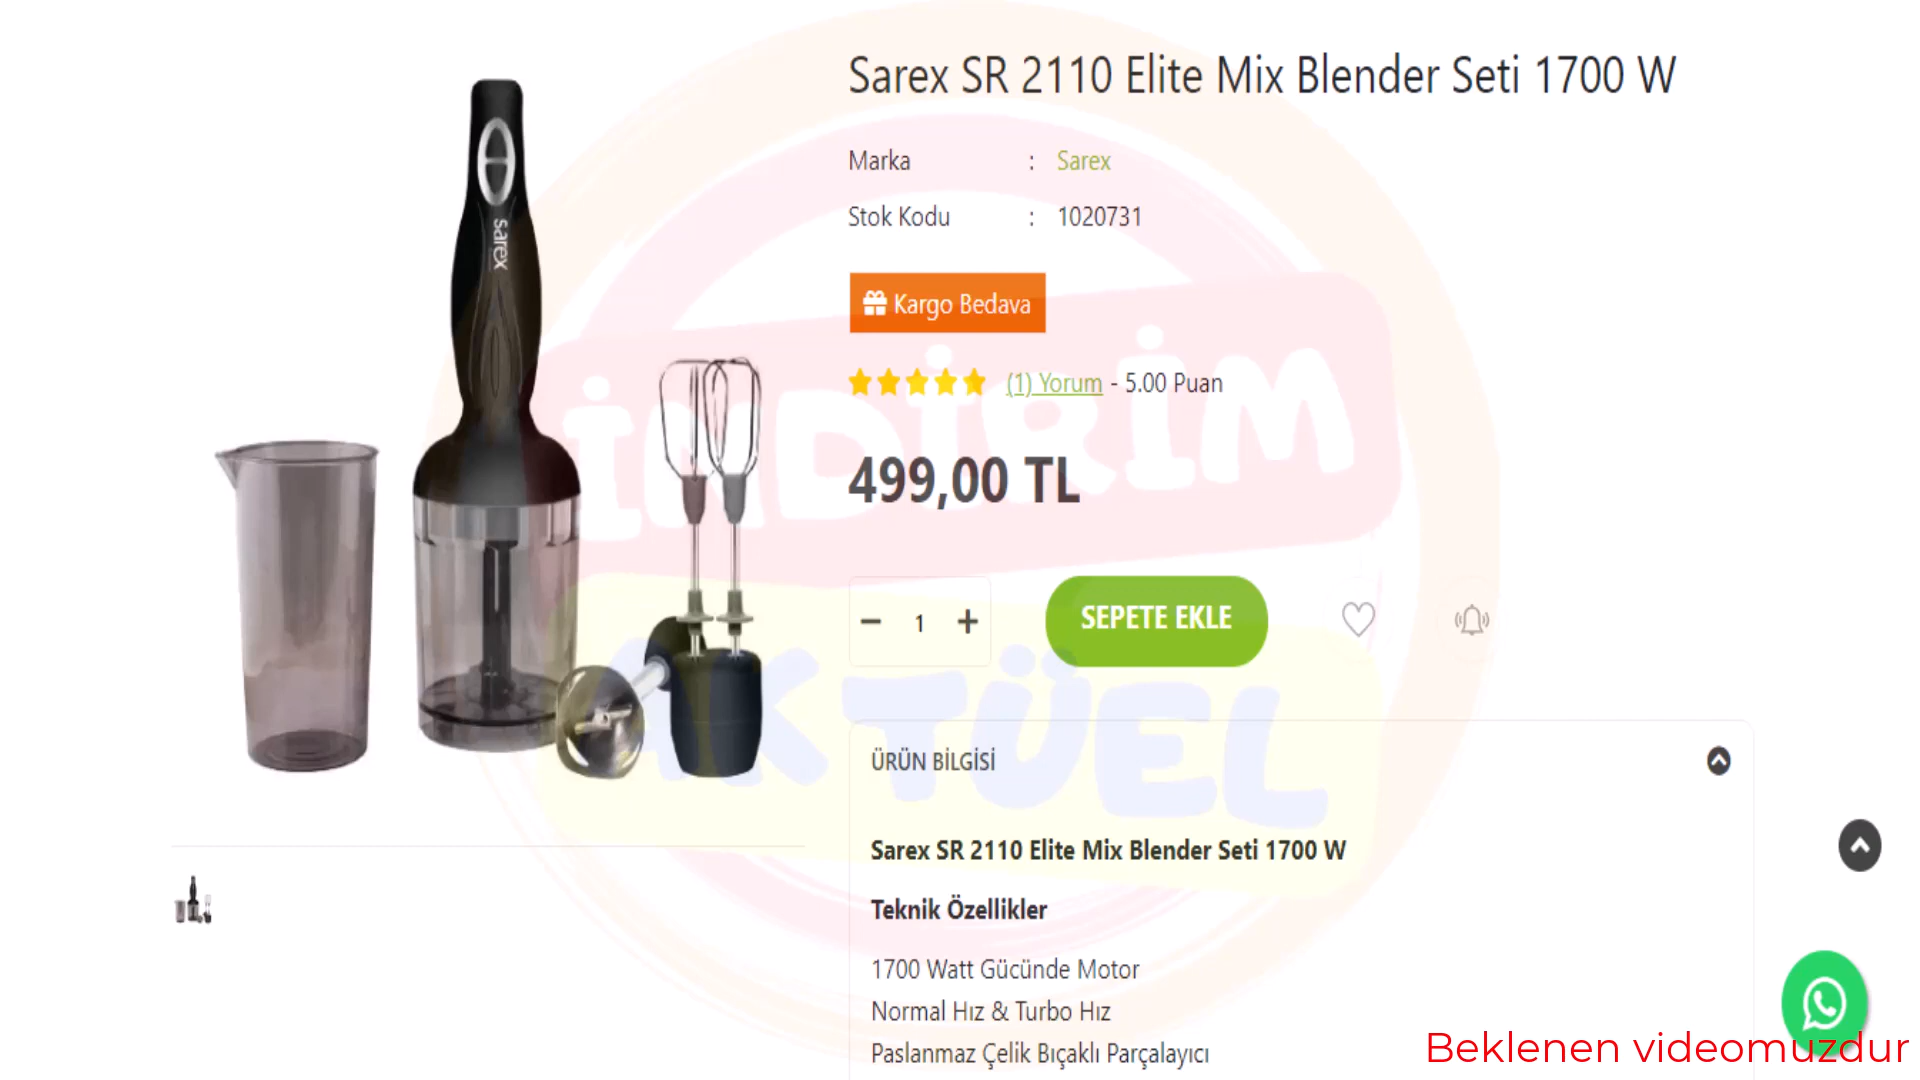 Sarex SR 2110 Elite Mix Blender Seti 1700 W
Marka : Sarex
Stok Kodu : 1020731
Kargo Bedava
(1) Yorum - 5.00 Puan
499,00 TL
1
SEPETE EKLE
ÜRÜN BİLGİSİ
Sarex SR 2110 Elite Mix Blender Seti 1700 W
Teknik Özellikler
1700 Watt Gücünde Motor
Normal Hız & Turbo Hız
Paslanmaz Çelik Bıçaklı Parçalayıcı
sarex
İNDİRİM
AKTÜEL
Beklenen videomuzdur